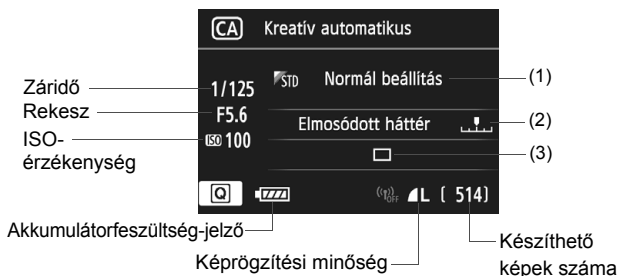 CA Kreatív automatikus
Záridő
1/125
STD Normál beállítás
(1)
Rekesz
F5.6
Elmosódott háttér
(2)
ISO-
érzékenység
ISO 100
(3)
Q
OFF
L [ 514]
Akkumulátorfeszültség-jelző
Képrögzítési minőség
Készíthető
képek száma